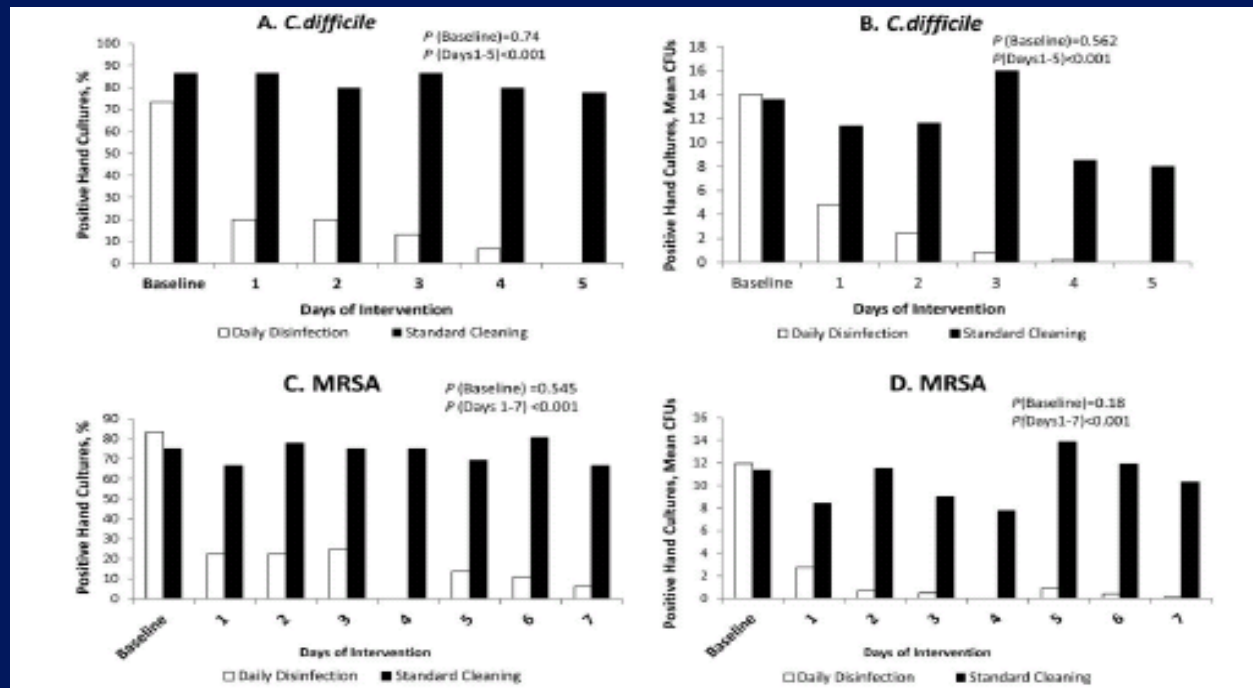 A. C.difficile
P (Baseline)=0.74
P (Days1-5)<0.001
Positive Hand Cultures, %
100
90
80
70
60
50
40
30
20
10
0
Baseline 1 2 3 4 5
Days of Intervention
Daily Disinfection Standard Cleaning
B. C.difficile
P (Baseline)=0.562
P(Days1-5)<0.001
Positive Hand Cultures, Mean CFUs
18
16
14
12
10
8
6
4
2
0
Baseline 1 2 3 4 5
Days of Intervention
Daily Disinfection Standard Cleaning
C. MRSA
P (Baseline) =0.545
P (Days 1-7) <0.001
Positive Hand Cultures, %
90
80
70
60
50
40
30
20
10
0
Baseline 1 2 3 4 5 6 7
Days of Intervention
Daily Disinfection Standard Cleaning
D. MRSA
P(Baseline)=0.18
P(Days1-7)<0.001
Positive Hand Cultures, Mean CFUs
16
14
12
10
8
6
4
2
0
Baseline 1 2 3 4 5 6 7
Days of Intervention
Daily Disinfection Standard Cleaning